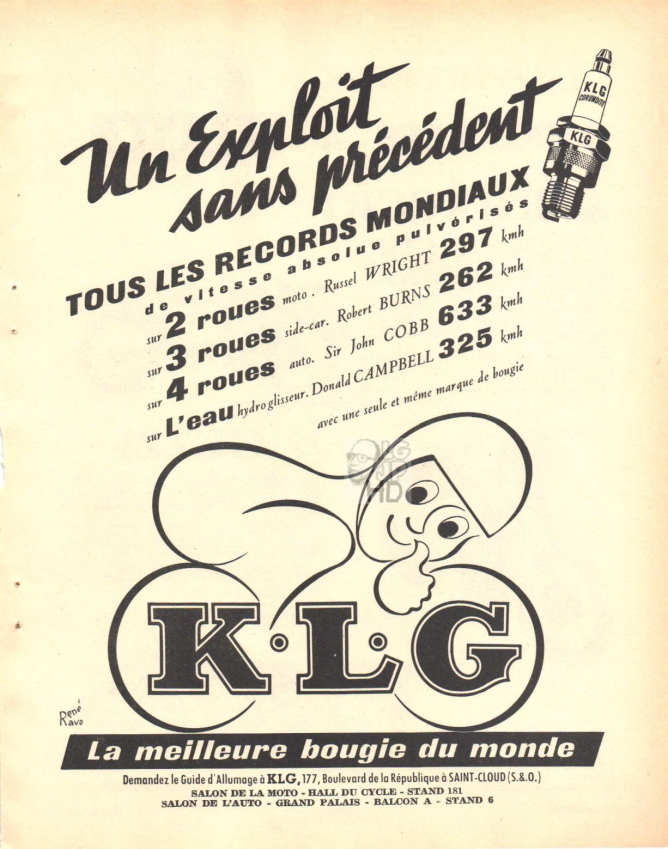 Un Exploit
sans précédent
KLG
CORUNDITE
KLG
TOUS LES RECORDS MONDIAUX
de vitesse absolue pulvérisés
sur 2 roues moto. Russel WRIGHT 297 kmh
sur 3 roues side-car. Robert BURNS 262 kmh
sur 4 roues auto. Sir John COBB 633 kmh
sur L'eau hydroglisseur. Donald CAMPBELL 325 kmh
avec une seule et même marque de bougie
LG
JD
HD
K·L·G
René
Ravo
La meilleure bougie du monde
Demandez le Guide d'Allumage à KLG, 177, Boulevard de la République à SAINT-CLOUD (S.&O.)
SALON DE LA MOTO - HALL DU CYCLE - STAND 181
SALON DE L'AUTO - GRAND PALAIS - BALCON A - STAND 6